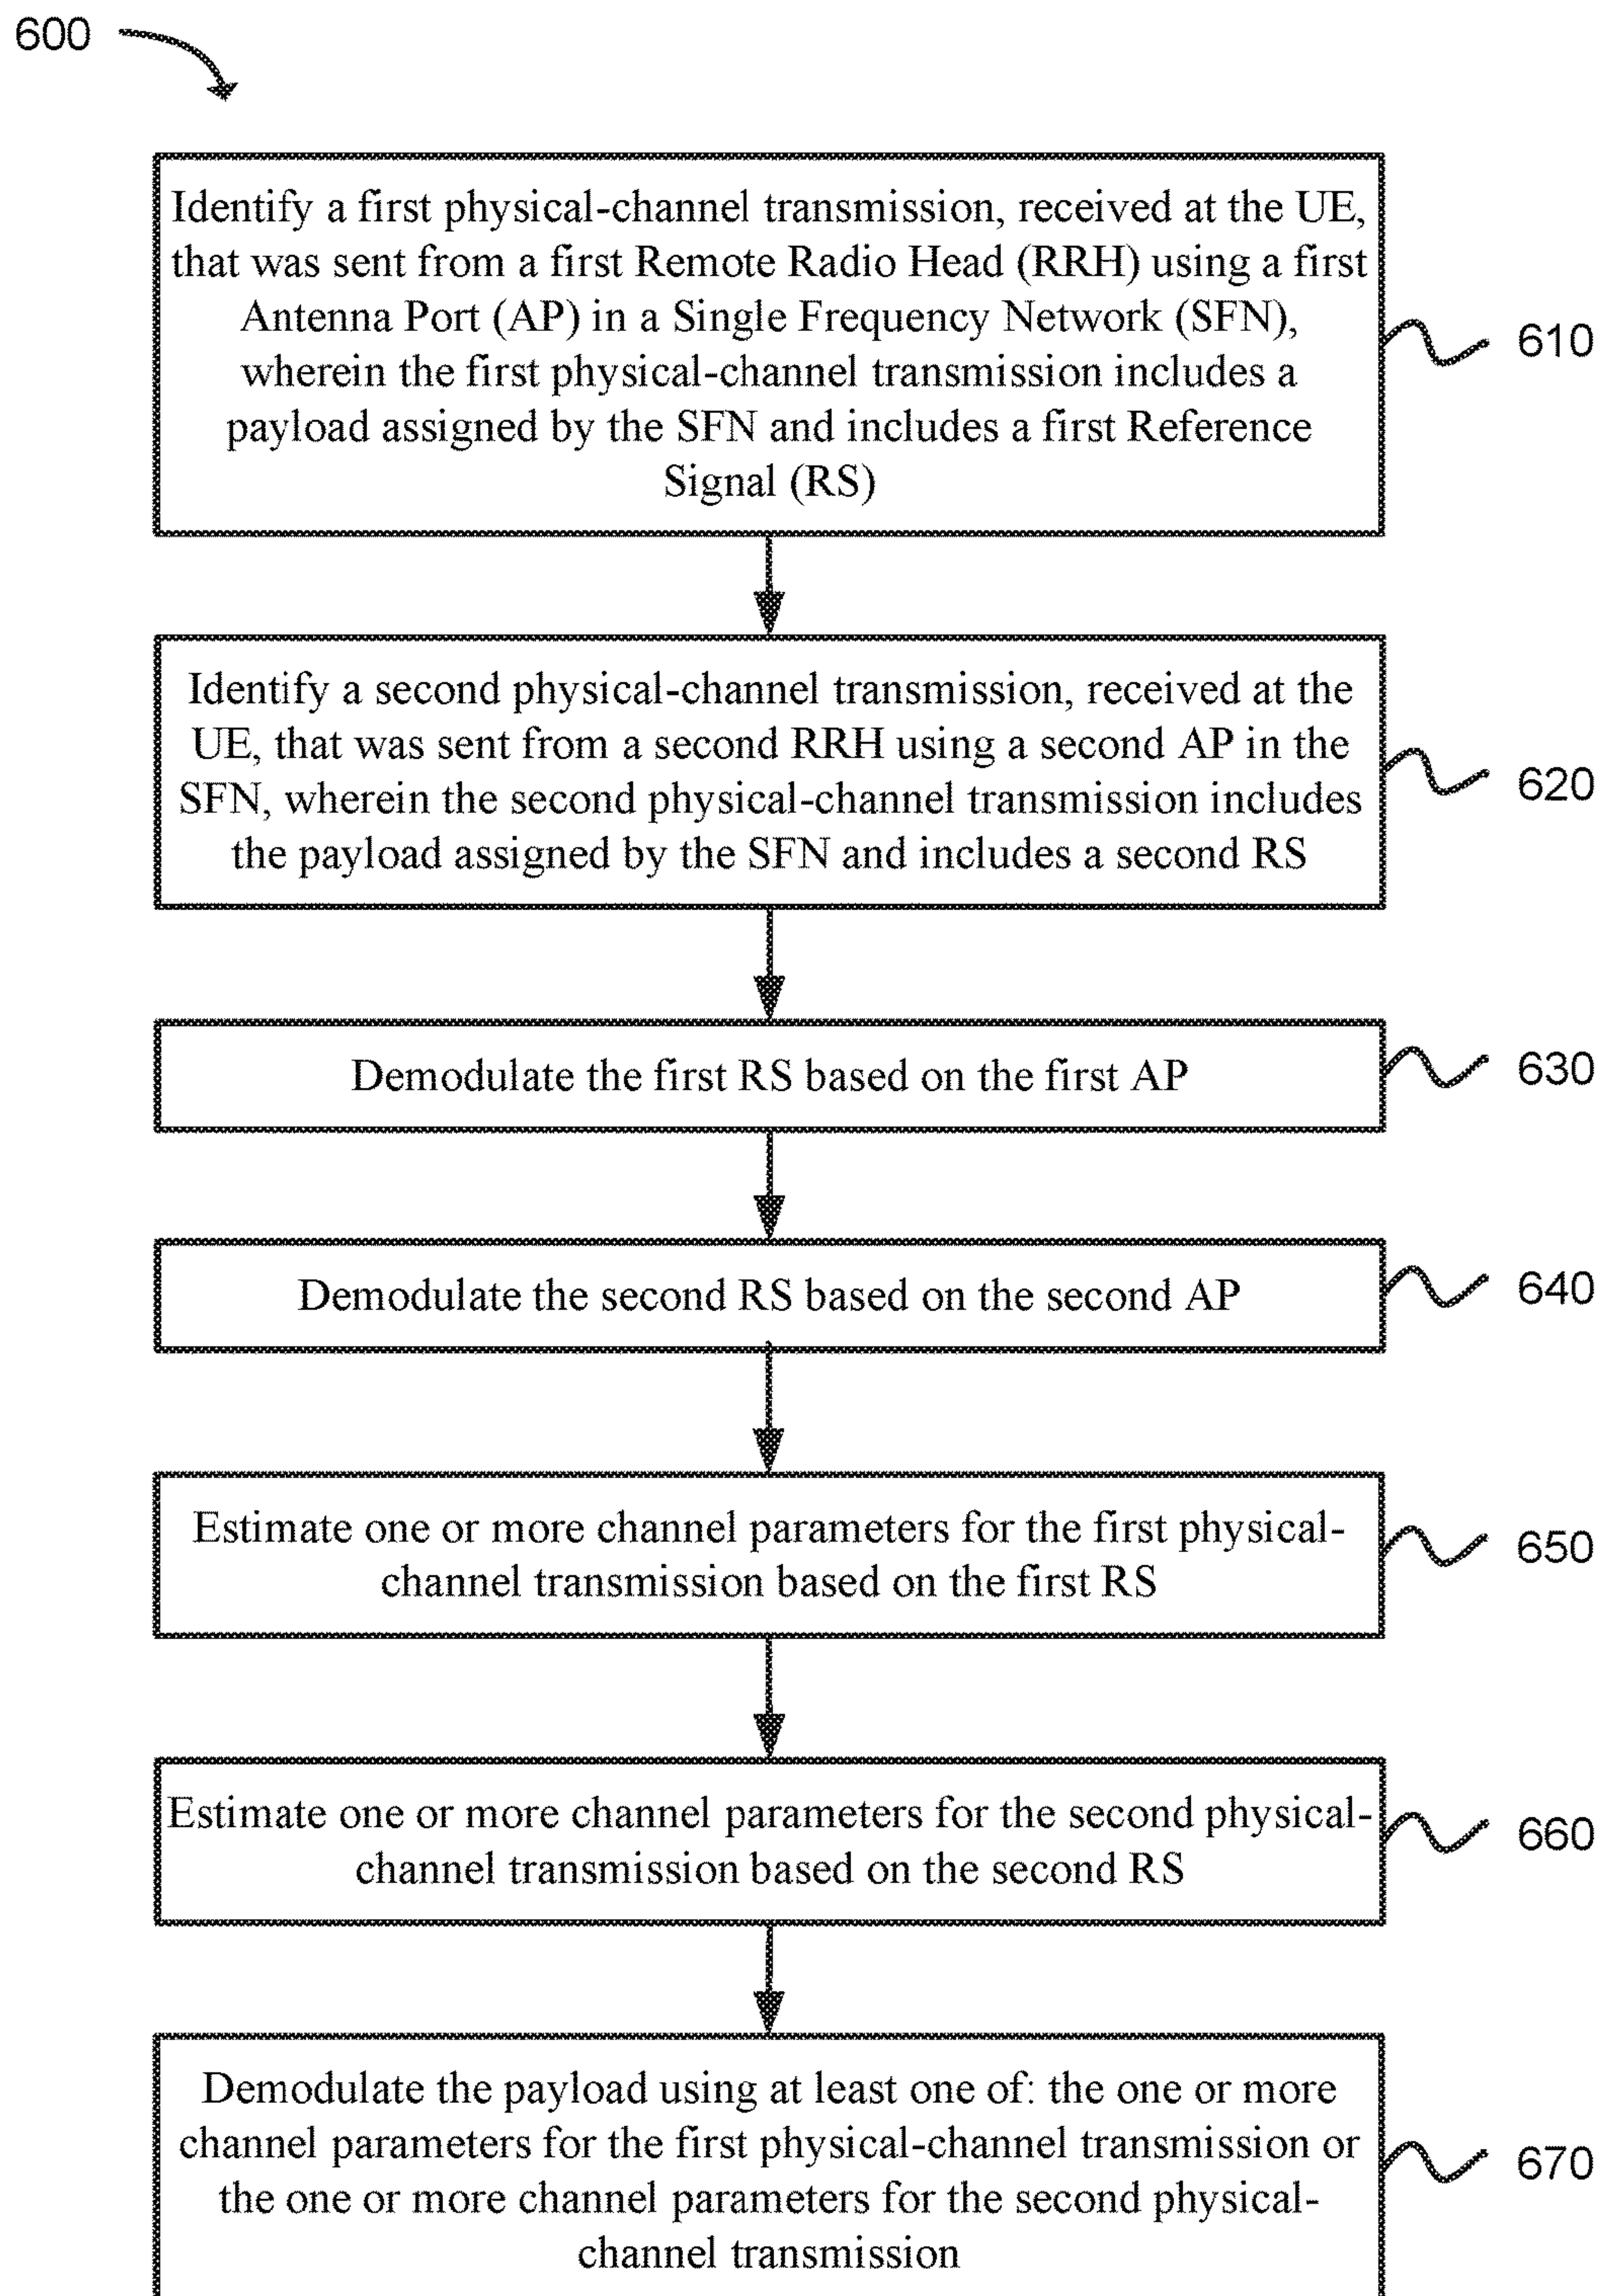 600
Identify a first physical-channel transmission, received at the UE,
that was sent from a first Remote Radio Head (RRH) using a first
Antenna Port (AP) in a Single Frequency Network (SFN),
wherein the first physical-channel transmission includes a
payload assigned by the SFN and includes a first Reference
Signal (RS)
610
Identify a second physical-channel transmission, received at the
UE, that was sent from a second RRH using a second AP in the
SFN, wherein the second physical-channel transmission includes
the payload assigned by the SFN and includes a second RS
620
Demodulate the first RS based on the first AP
630
Demodulate the second RS based on the second AP
640
Estimate one or more channel parameters for the first physical-
channel transmission based on the first RS
650
Estimate one or more channel parameters for the second physical-
channel transmission based on the second RS
660
Demodulate the payload using at least one of: the one or more
channel parameters for the first physical-channel transmission or
the one or more channel parameters for the second physical-
channel transmission
670